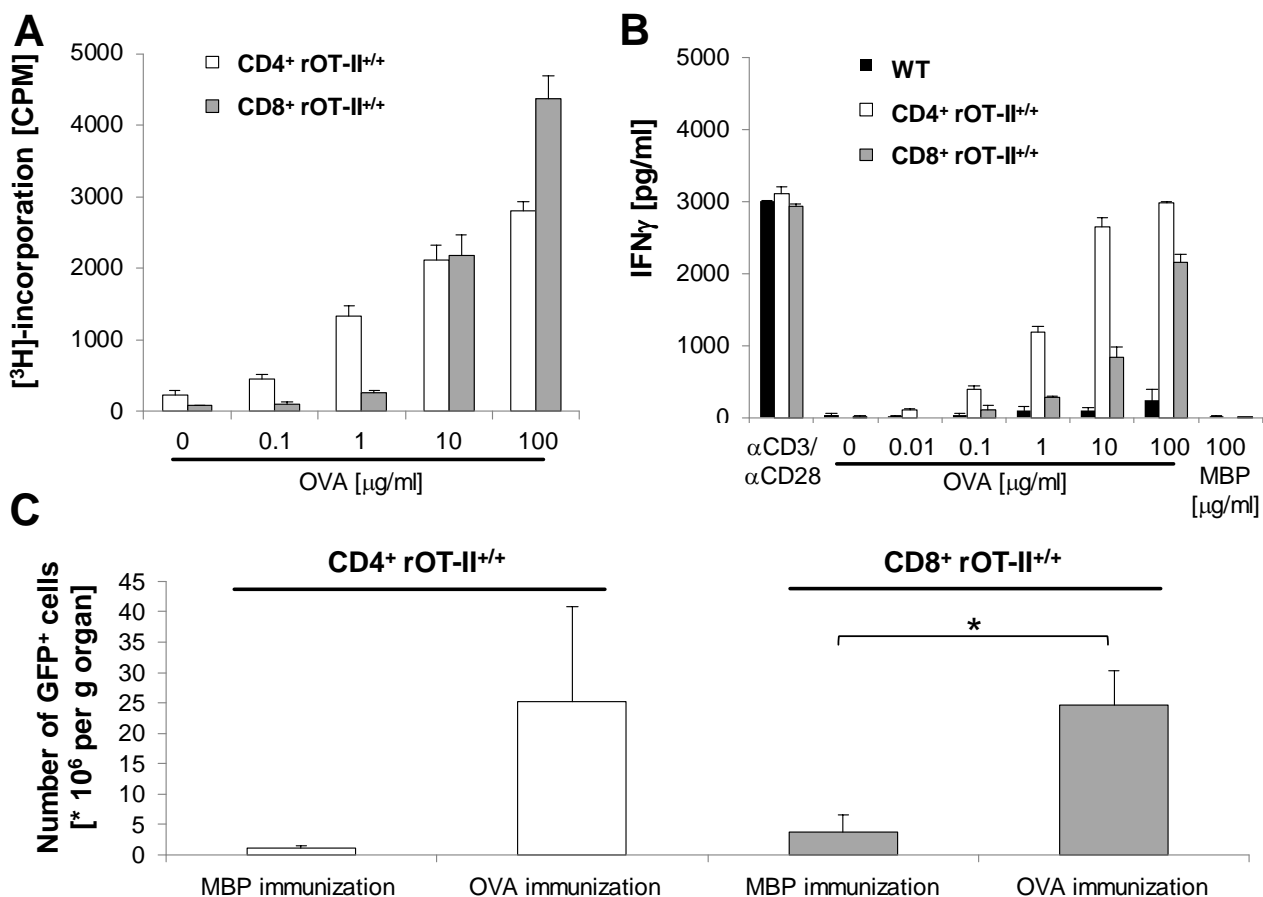 A
[³H]-incorporation [CPM]
5000
4000
3000
2000
1000
0
CD4⁺ rOT-II⁺/⁺
CD8⁺ rOT-II⁺/⁺
0 0.1 1 10 100
OVA [μg/ml]
B
IFNγ [pg/ml]
5000
4000
3000
2000
1000
0
WT
CD4⁺ rOT-II⁺/⁺
CD8⁺ rOT-II⁺/⁺
αCD3/
αCD28
0 0.01 0.1 1 10 100
OVA [μg/ml]
100
MBP
[μg/ml]
C
Number of GFP⁺ cells
[* 10⁶ per g organ]
45
40
35
30
25
20
15
10
5
0
CD4⁺ rOT-II⁺/⁺
CD8⁺ rOT-II⁺/⁺
*
MBP immunization OVA immunization MBP immunization OVA immunization